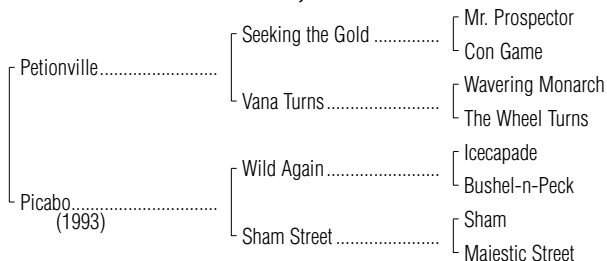 Mr. Prospector
Seeking the Gold ..............
Con Game
Petionville.........................
Wavering Monarch
Vana Turns ........................
The Wheel Turns
Icecapade
Wild Again .........................
Bushel-n-Peck
Picabo...............................
(1993)
Sham
Sham Street ......................
Majestic Street